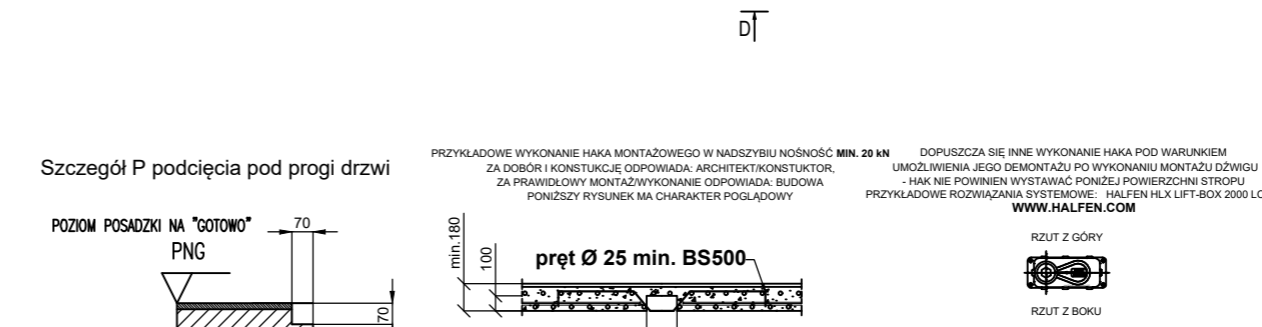 D
Szczegół P podcięcia pod progi drzwi
PRZYKŁADOWE WYKONANIE HAKA MONTAŻOWEGO W NADSZYBIU NOŚNOŚĆ MIN. 20 kN
ZA DOBÓR I KONSTUKCJĘ ODPOWIADA: ARCHITEKT/KONSTUKTOR,
ZA PRAWIDŁOWY MONTAŻ/WYKONANIE ODPOWIADA: BUDOWA
PONIŻSZY RYSUNEK MA CHARAKTER POGLĄDOWY
DOPUSZCZA SIĘ INNE WYKONANIE HAKA POD WARUNKIEM
UMOŻLIWIENIA JEGO DEMONTAŻU PO WYKONANIU MONTAŻU DŹWIGU
- HAK NIE POWINIEN WYSTAWAĆ PONIŻEJ POWIERZCHNI STROPU
PRZYKŁADOWE ROZWIĄZANIA SYSTEMOWE: HALFEN HLX LIFT-BOX 2000 LO
WWW.HALFEN.COM
POZIOM POSADZKI NA "GOTOWO"
PNG
70
70
min.180
100
pręt Ø 25 min. BS500
RZUT Z GÓRY
RZUT Z BOKU